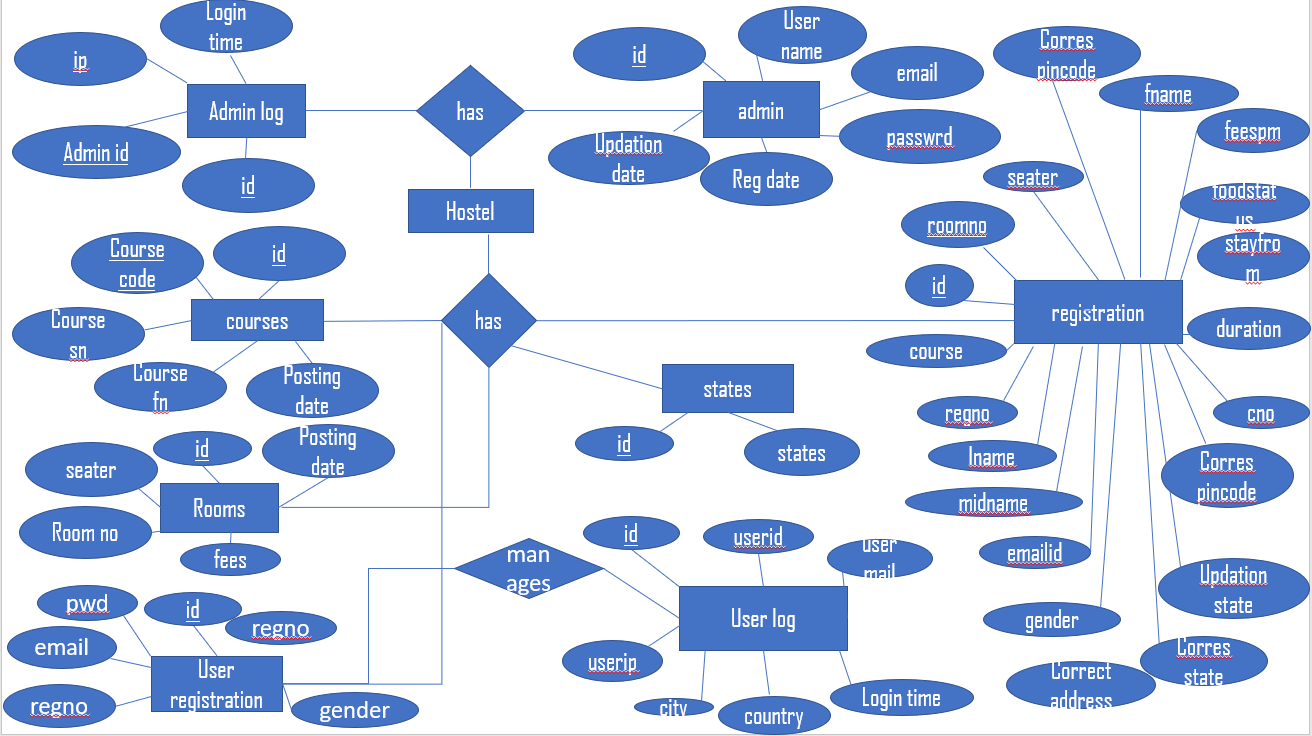 Login
time
ip
Admin log
Admin id
id
has
id
User
name
email
admin
passwrd
Updation
date
Reg date
Hostel
Corres
pincode
fname
feespm
seater
foodstat
us
stayfro
m
roomno
id
registration
duration
course
regno
cno
lname
Corres
pincode
midname
emailid
Updation
state
gender
Corres
state
Correct
address
Course
code
id
Course
sn
courses
has
Course
fn
Posting
date
states
id
states
seater
id
Posting
date
Rooms
Room no
fees
man
ages
id
userid
user
mail
User log
userip
city
country
Login time
pwd
id
regno
email
User
registration
regno
gender